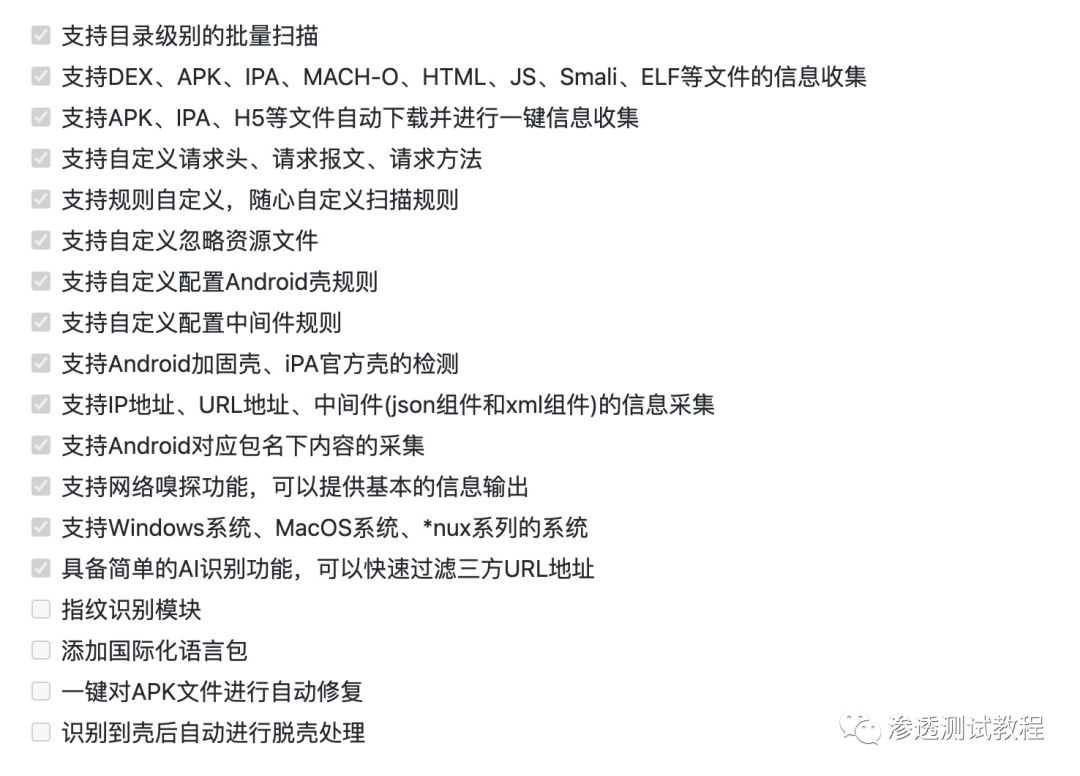 支持目录级别的批量扫描
支持DEX、APK、IPA、MACH-O、HTML、JS、Smali、ELF等文件的信息收集
支持APK、IPA、H5等文件自动下载并进行一键信息收集
支持自定义请求头、请求报文、请求方法
支持规则自定义，随心自定义扫描规则
支持自定义忽略资源文件
支持自定义配置Android壳规则
支持自定义配置中间件规则
支持Android加固壳、iPA官方壳的检测
支持IP地址、URL地址、中间件(json组件和xml组件)的信息采集
支持Android对应包名下内容的采集
支持网络嗅探功能，可以提供基本的信息输出
支持Windows系统、MacOS系统、*nux系列的系统
具备简单的AI识别功能，可以快速过滤三方URL地址
指纹识别模块
添加国际化语言包
一键对APK文件进行自动修复
识别到壳后自动进行脱壳处理
渗透测试教程